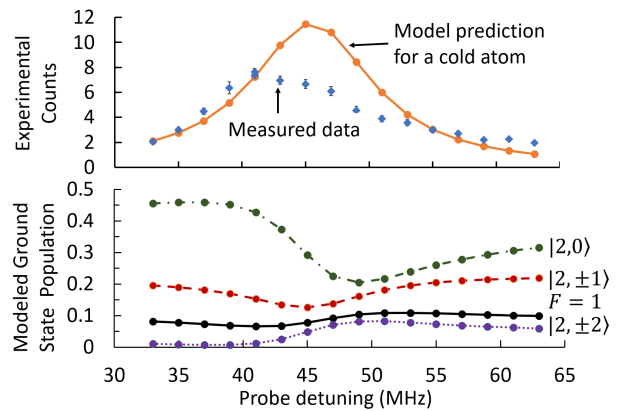 14
12
10
8
6
4
2
0
Experimental
Counts
Model prediction
for a cold atom
Measured data
0.5
0.4
0.3
0.2
0.1
0
Modeled Ground
State Population
|2,0⟩
|2, ±1⟩
F = 1
|2, ±2⟩
30 35 40 45 50 55 60 65
Probe detuning (MHz)